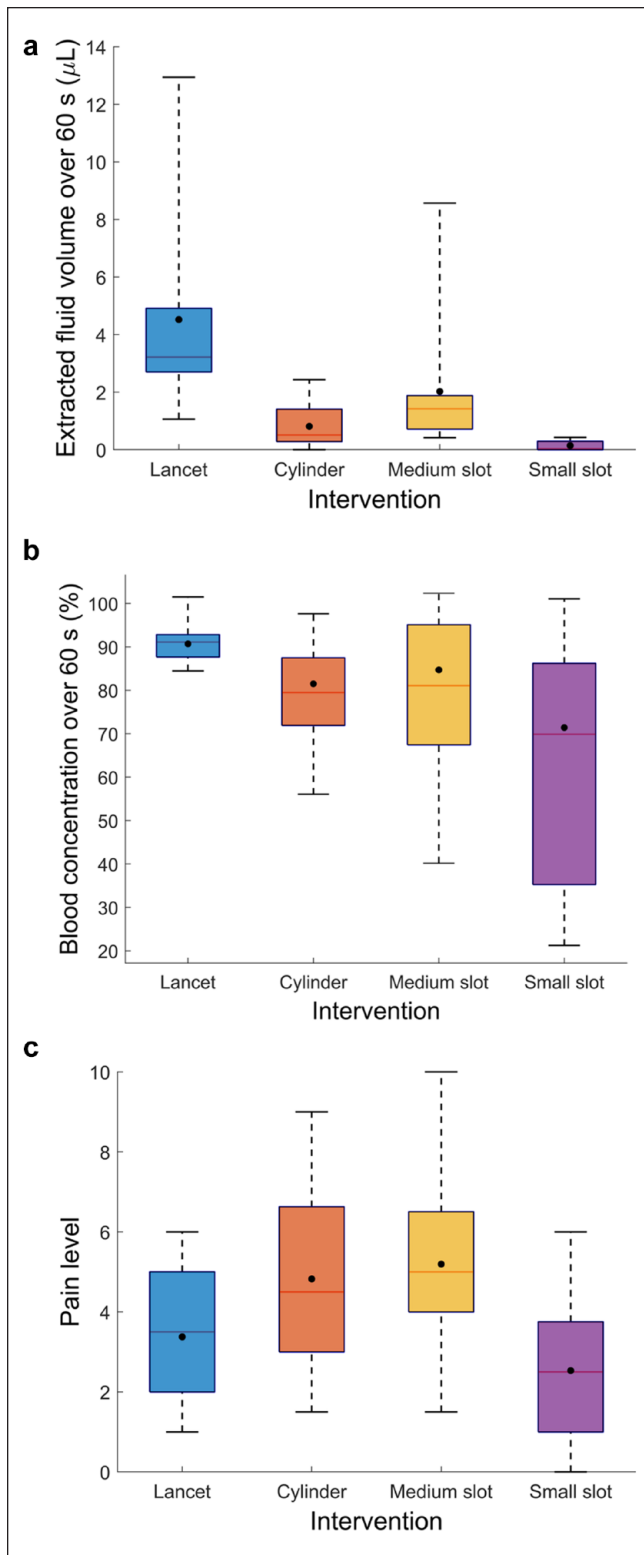 a
Extracted fluid volume over 60 s (μL)
14
12
10
8
6
4
2
0
Lancet Cylinder Medium slot Small slot
Intervention
b
Blood concentration over 60 s (%)
100
90
80
70
60
50
40
30
20
Lancet Cylinder Medium slot Small slot
Intervention
c
Pain level
10
8
6
4
2
0
Lancet Cylinder Medium slot Small slot
Intervention